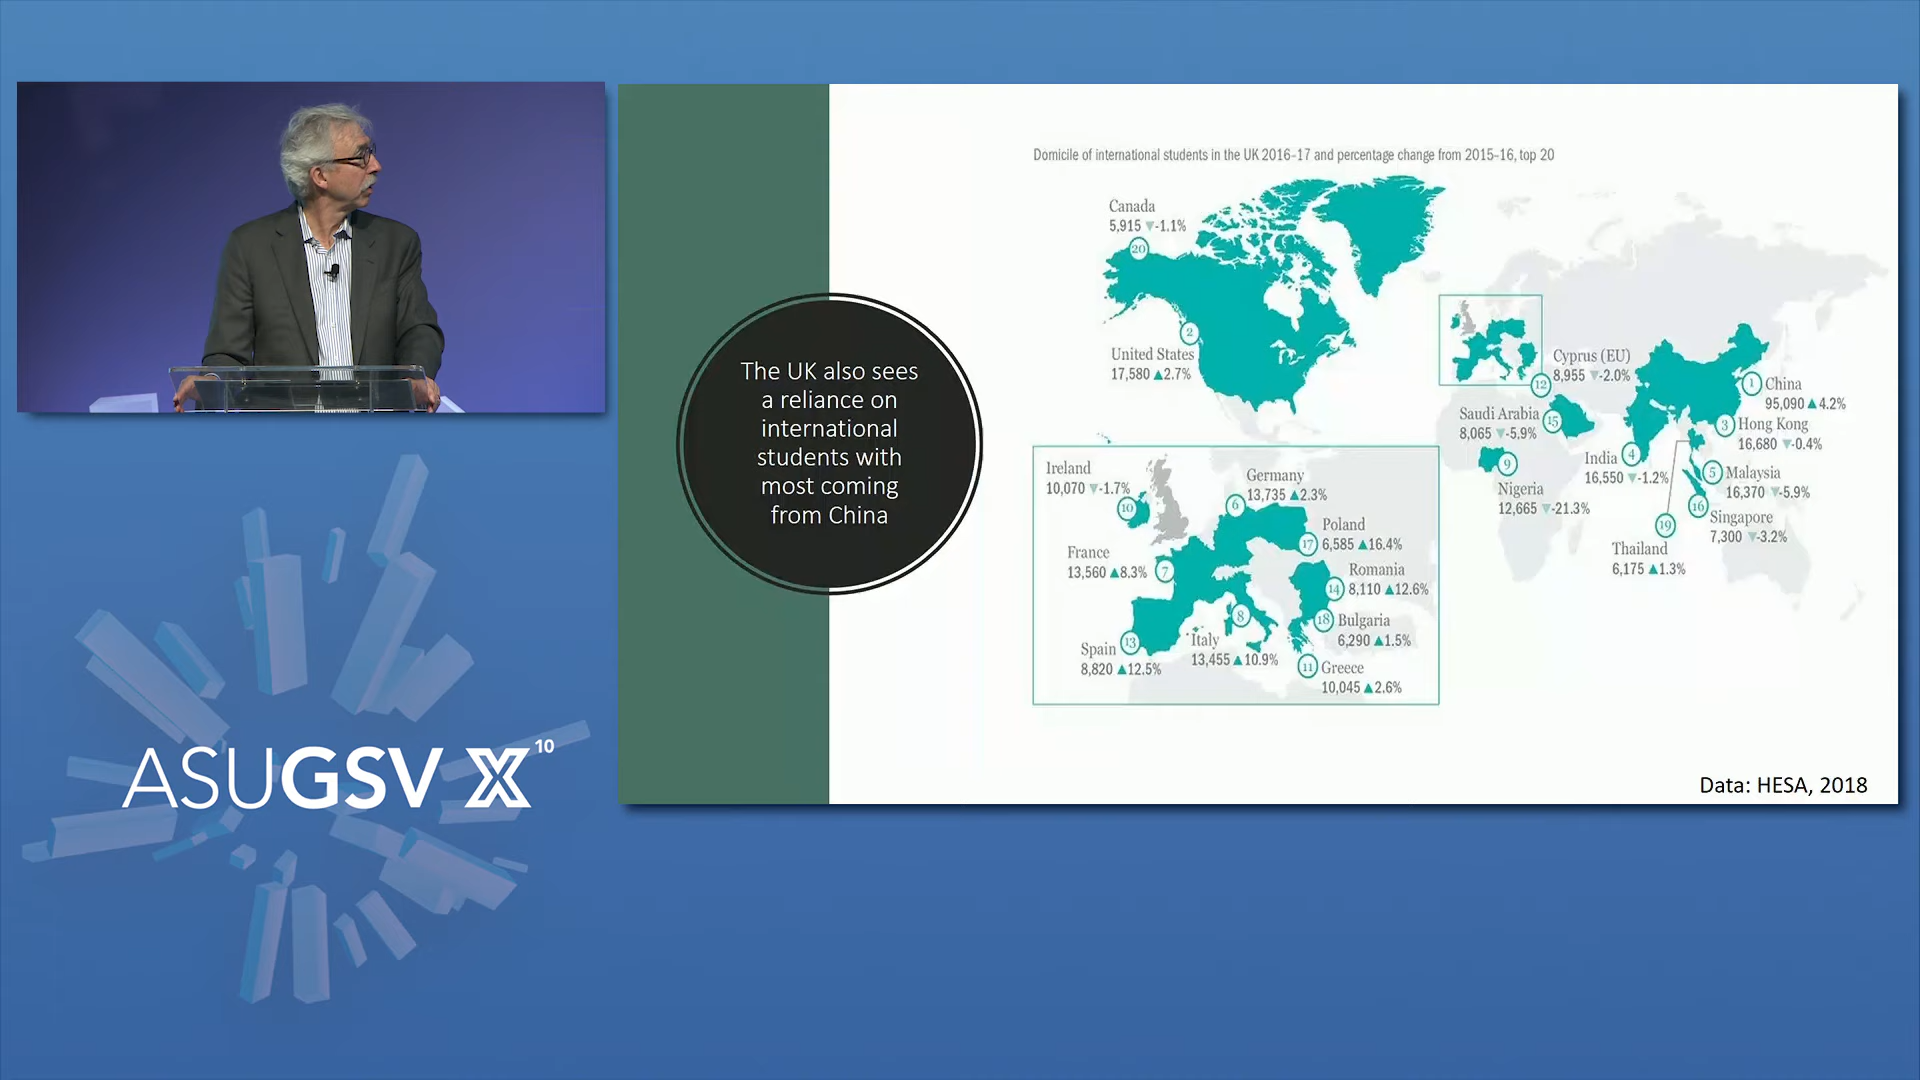 The UK also sees
a reliance on
international
students with
most coming
from China
Domicile of international students in the UK 2016-17 and percentage change from 2015-16, top 20
Canada
5,915 ▼-1.1%
20
2
United States
17,580 ▲2.7%
Cyprus (EU)
8,955 ▼-2.0%
12
1 China
95,090 ▲4.2%
Saudi Arabia
8,065 ▼-5.9%
15
3 Hong Kong
16,680 ▼-0.4%
India 4
16,550 ▼-1.2%
9
Nigeria
12,665 ▼-21.3%
5 Malaysia
16,370 ▼-5.9%
16 Singapore
7,300 ▼-3.2%
19
Thailand
6,175 ▲1.3%
Ireland
10,070 ▼-1.7%
10
Germany
13,735 ▲2.3%
6
Poland
17 6,585 ▲16.4%
France
13,560 ▲8.3% 7
Romania
14 8,110 ▲12.6%
8
18 Bulgaria
6,290 ▲1.5%
Spain 13
8,820 ▲12.5%
Italy
13,455 ▲10.9%
11 Greece
10,045 ▲2.6%
Data: HESA, 2018
ASUGSV X10